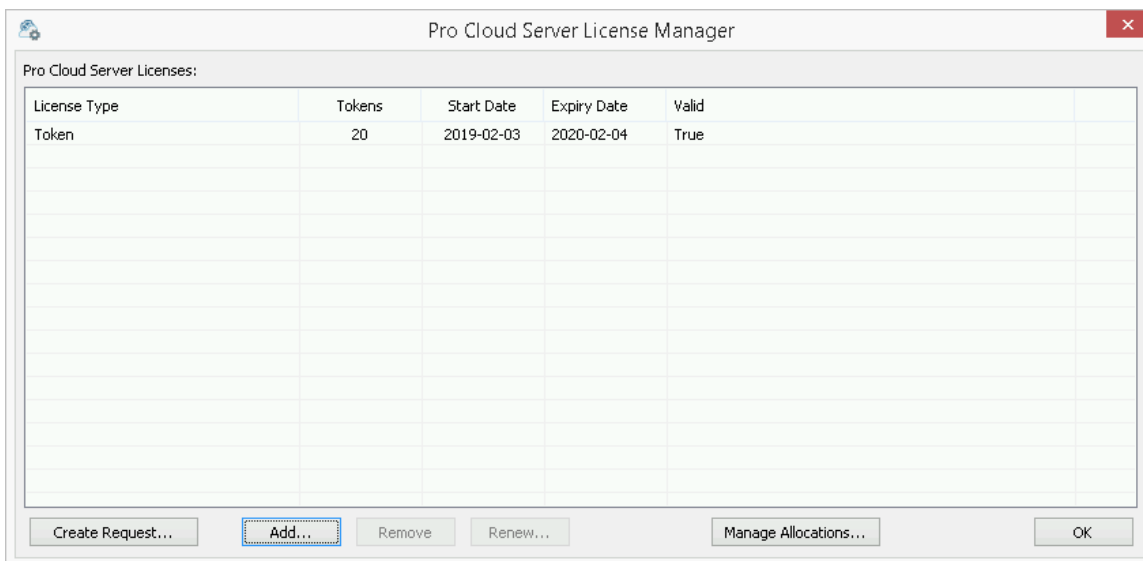 Pro Cloud Server License Manager
Pro Cloud Server Licenses:
License Type Tokens Start Date Expiry Date Valid
Token 20 2019-02-03 2020-02-04 True
Create Request... Add... Remove Renew... Manage Allocations... OK